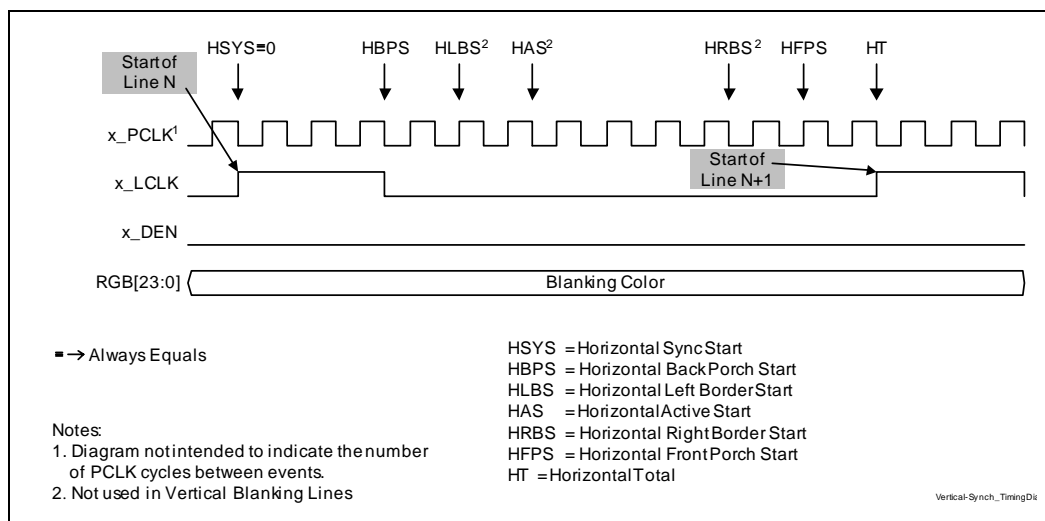 HSYS=0 HBPS HLBS² HAS² HRBS² HFPS HT
Start of
Line N
x_PCLK¹
Start of
Line N+1
x_LCLK
x_DEN
RGB[23:0] Blanking Color
= → Always Equals
HSYS = Horizontal Sync Start
HBPS = Horizontal Back Porch Start
HLBS = Horizontal Left Border Start
HAS = Horizontal Active Start
HRBS = Horizontal Right Border Start
HFPS = Horizontal Front Porch Start
HT = Horizontal Total
Notes:
1. Diagram not intended to indicate the number
of PCLK cycles between events.
2. Not used in Vertical Blanking Lines
Vertical-Synch_TimingDia